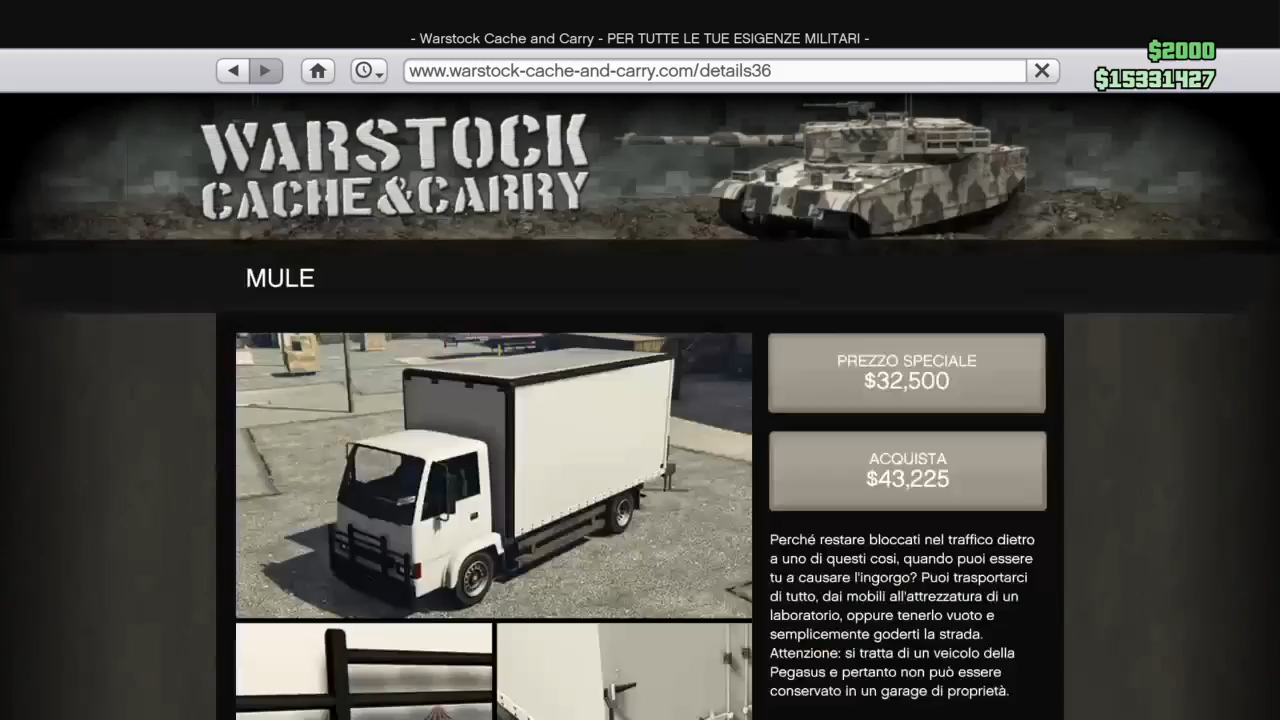 - Warstock Cache and Carry - PER TUTTE LE TUE ESIGENZE MILITARI -
$2000
www.warstock-cache-and-carry.com/details36
$15331427
WARSTOCK
CACHE&CARRY
MULE
PREZZO SPECIALE
$32,500
ACQUISTA
$43,225
Perché restare bloccati nel traffico dietro
a uno di questi cosi, quando puoi essere
tu a causare l'ingorgo? Puoi trasportarci
di tutto, dai mobili all'attrezzatura di un
laboratorio, oppure tenerlo vuoto e
semplicemente goderti la strada.
Attenzione: si tratta di un veicolo della
Pegasus e pertanto non può essere
conservato in un garage di proprietà.